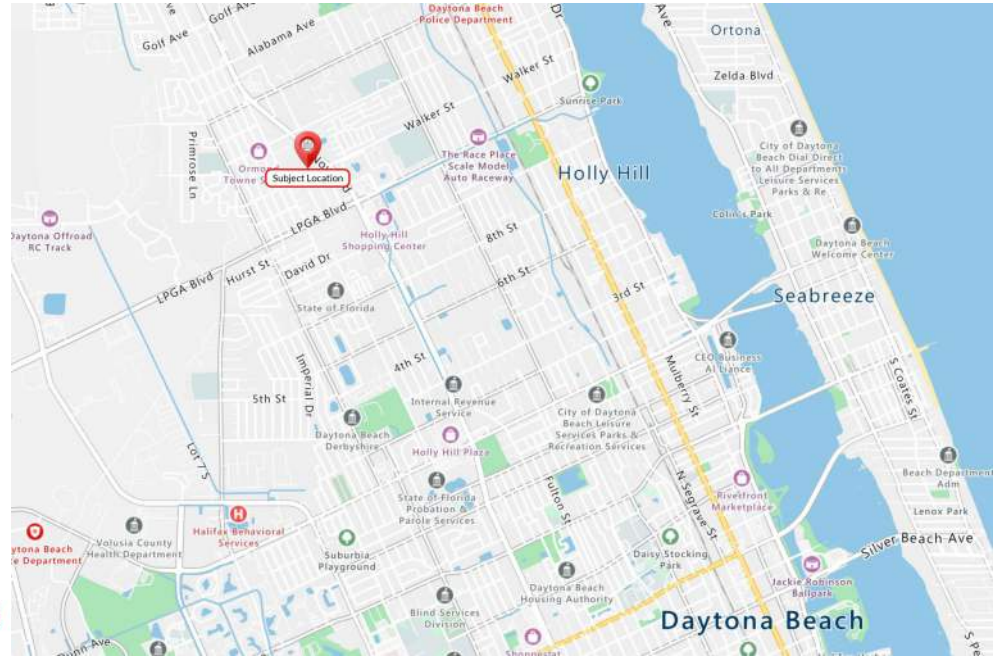 Golf Ave
Golf Ave
Alabama Ave
Daytona Beach
Police Department
Dr
Ortona
Zelda Blvd
Walker St
Walker St
Sunrise Park
Primrose Ln
Subject Location
The Race Place
Scale Model
Auto Raceway
Holly Hill
City of Daytona
Beach Dial Direct
to All Departments
Leisure Services
Parks & Re
LPGA Blvd
Holly Hill
Shopping Center
8th St
Colin's Park
Daytona Beach
Welcome Center
Daytona Offroad
RC Track
LPGA Blvd
Hurst St
David Dr
6th St
3rd St
Seabreeze
State of Florida
CEO Business
Al Liance
S Coates St
4th St
Imperial Dr
Mulberry St
5th St
Internal Revenue
Service
City of Daytona
Beach Leisure
Services Parks &
Recreation Services
Daytona Beach
Derbyshire
Holly Hill Plaza
Lot 7 S
Beach Department
Adm
State of Florida
Probation &
Parole Services
Fulton St
N Segrave St
Riverfront
Marketplace
Lenox Park
Halifax Behavioral
Services
Volusia County
Health Department
ytona Beach
e Department
Suburbia
Playground
Daisy Stocking
Park
Silver Beach Ave
Jackie Robinson
Ballpark
Daytona Beach
Housing Authority
Blind Services
Division
Daytona Beach
Dunn Ave
S Pe